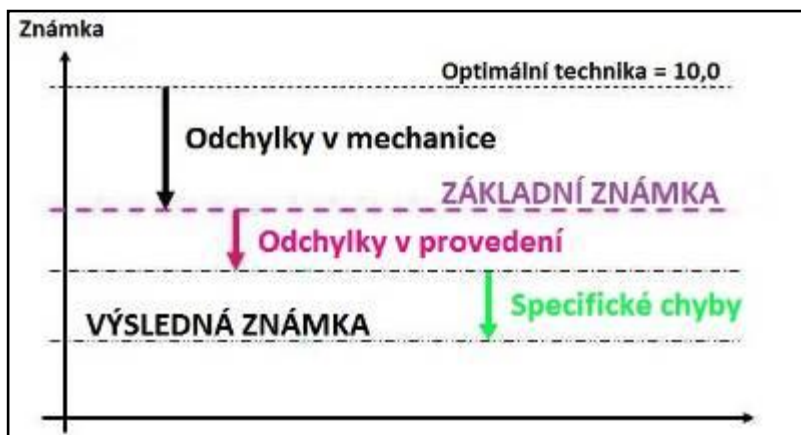 Známka
Optimální technika = 10,0
Odchylky v mechanice
ZÁKLADNÍ ZNÁMKA
Odchylky v provedení
Specifické chyby
VÝSLEDNÁ ZNÁMKA